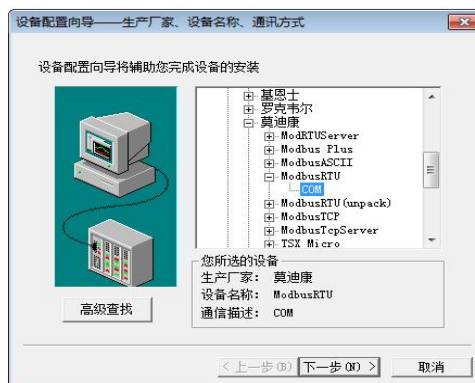 设备配置向导——生产厂家、设备名称、通讯方式
设备配置向导将辅助您完成设备的安装
基恩士
罗克韦尔
莫迪康
ModRTUServer
Modbus Plus
ModbusASCII
ModbusRTU
COM
ModbusRTU(unpack)
ModbusTCP
ModbusTcpServer
TSX Micro
高级查找
您所选的设备
生产厂家： 莫迪康
设备名称： ModbusRTU
通信描述： COM
< 上一步(B) 下一步(N) > 取消